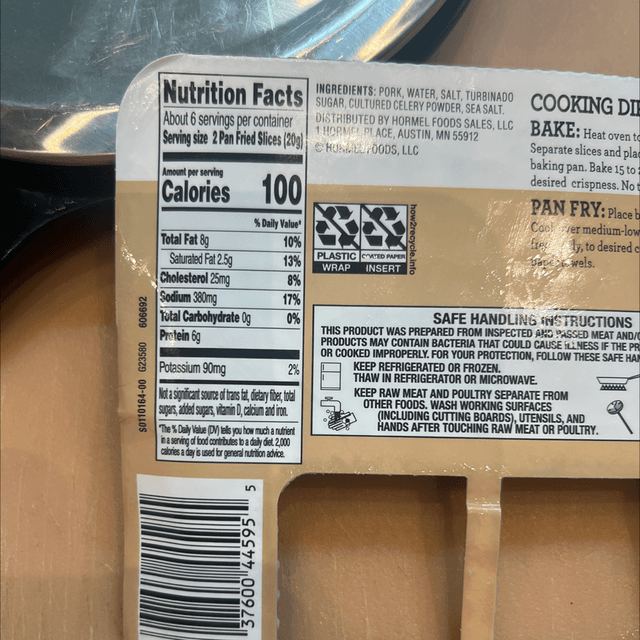 Nutrition Facts
About 6 servings per container
Serving size 2 Pan Fried Slices (20g)
Amount per serving
Calories 100
% Daily Value*
Total Fat 8g 10%
Saturated Fat 2.5g 13%
Cholesterol 25mg 8%
Sodium 380mg 17%
Total Carbohydrate 0g 0%
Protein 6g
Potassium 90mg 2%
Not a significant source of trans fat, dietary fiber, total
sugars, added sugars, vitamin D, calcium and iron.
*The % Daily Value (DV) tells you how much a nutrient
in a serving of food contributes to a daily diet. 2,000
calories a day is used for general nutrition advice.
S0110164-00 G23580 606692
37600 44595 5
INGREDIENTS: PORK, WATER, SALT, TURBINADO
SUGAR, CULTURED CELERY POWDER, SEA SALT.
DISTRIBUTED BY HORMEL FOODS SALES, LLC
1 HORMEL PLACE, AUSTIN, MN 55912
© HORMEL FOODS, LLC
how2recycle.info
PLASTIC COATED PAPER
WRAP INSERT
COOKING DI
BAKE: Heat oven to
Separate slices and pla
baking pan. Bake 15 to
desired crispness. No t
PAN FRY: Place b
over medium-low
to desired c
SAFE HANDLING INSTRUCTIONS
THIS PRODUCT WAS PREPARED FROM INSPECTED AND PASSED MEAT AND/O
PRODUCTS MAY CONTAIN BACTERIA THAT COULD CAUSE ILLNESS IF THE PR
OR COOKED IMPROPERLY. FOR YOUR PROTECTION, FOLLOW THESE SAFE HAN
KEEP REFRIGERATED OR FROZEN.
THAW IN REFRIGERATOR OR MICROWAVE.
KEEP RAW MEAT AND POULTRY SEPARATE FROM
OTHER FOODS. WASH WORKING SURFACES
(INCLUDING CUTTING BOARDS), UTENSILS, AND
HANDS AFTER TOUCHING RAW MEAT OR POULTRY.